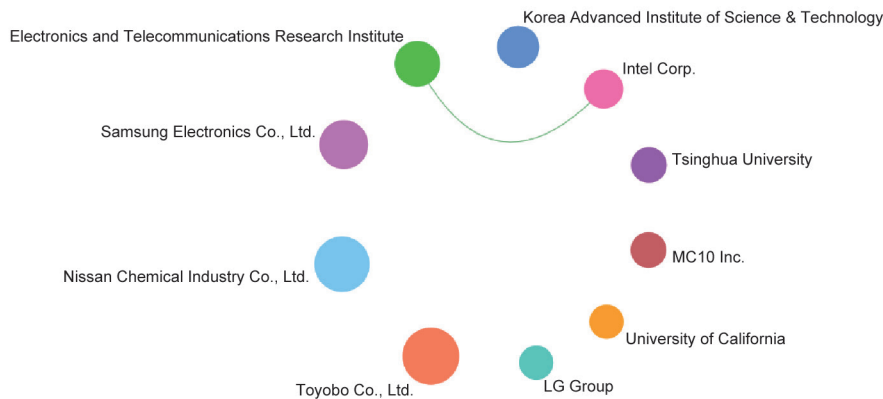 Korea Advanced Institute of Science & Technology
Electronics and Telecommunications Research Institute
Intel Corp.
Samsung Electronics Co., Ltd.
Tsinghua University
MC10 Inc.
Nissan Chemical Industry Co., Ltd.
University of California
LG Group
Toyobo Co., Ltd.